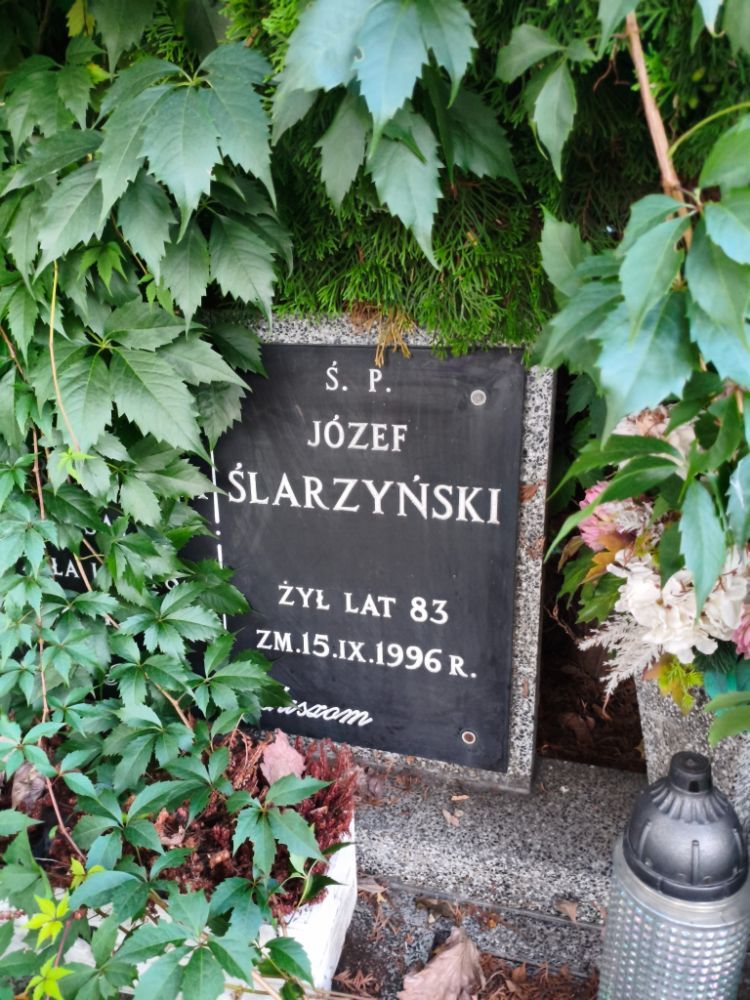 Ś. P.
JÓZEF
ŚLARZYŃSKI
ŻYŁ LAT 83
ZM.15.IX.1996 R.